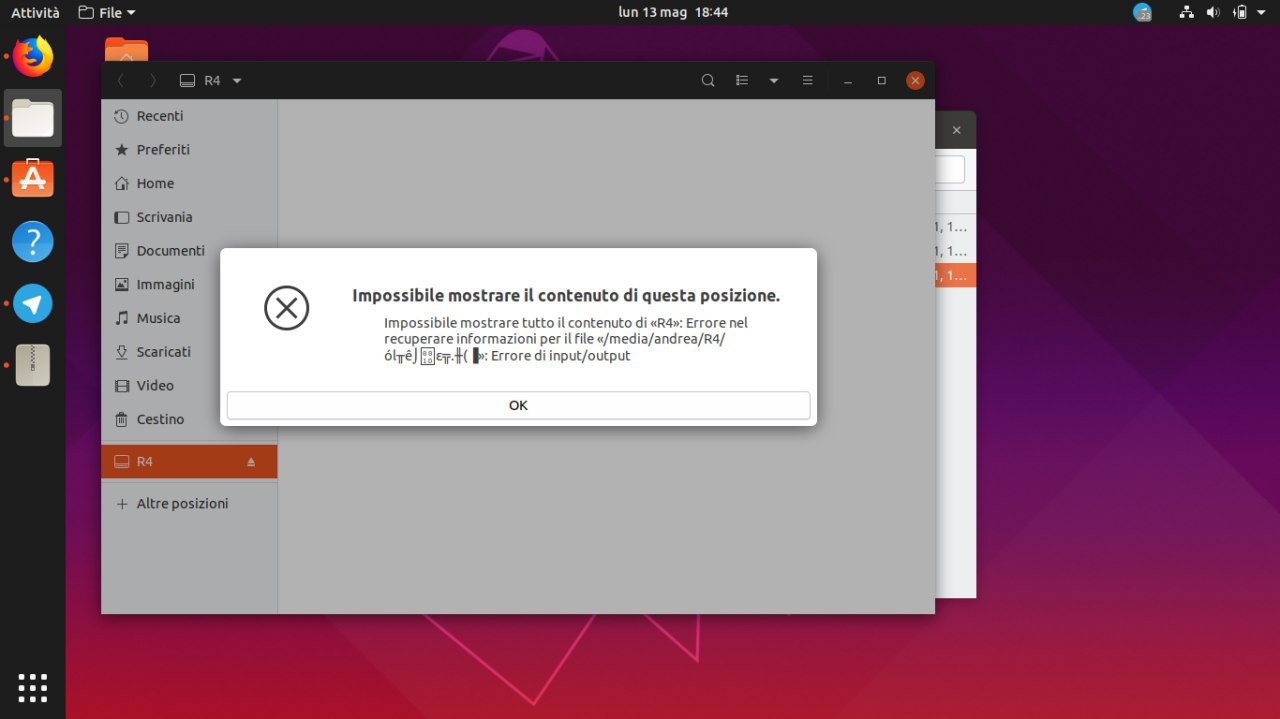 Attività
File
lun 13 mag 18:44
23
R4
Recenti
Preferiti
Home
Scrivania
Documenti
Immagini
Musica
Scaricati
Video
Cestino
R4
Altre posizioni
1, 1…
1, 1…
1, 1…
Impossibile mostrare il contenuto di questa posizione.
Impossibile mostrare tutto il contenuto di «R4»: Errore nel
recuperare informazioni per il file «/media/andrea/R4/
»: Errore di input/output
OK